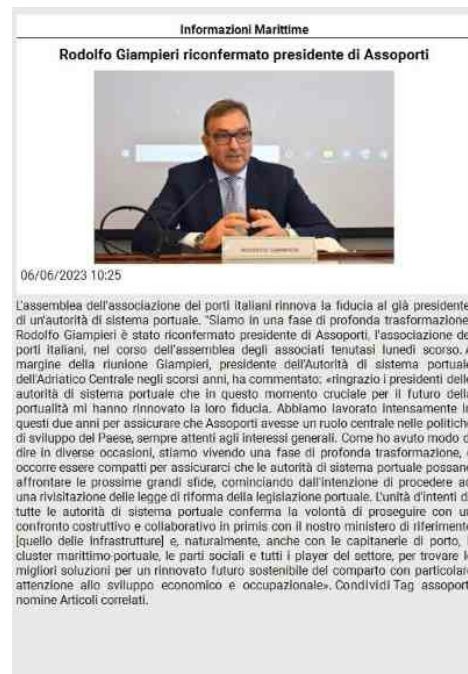 Informazioni Marittime
Rodolfo Giampieri riconfermato presidente di Assoporti
06/06/2023 10:25
L'assemblea dell'associazione dei porti italiani rinnova la fiducia al già presidente
di un'autorità di sistema portuale. "Siamo in una fase di profonda trasformazione
Rodolfo Giampieri è stato riconfermato presidente di Assoporti, l'associazione de
porti italiani, nel corso dell'assemblea degli associati tenutasi lunedì scorso. A
margine della riunione Giampieri, presidente dell'Autorità di sistema portuale
dell'Adriatico Centrale negli scorsi anni, ha commentato: «ringrazio i presidenti delle
autorità di sistema portuale che in questo momento cruciale per il futuro della
portualità mi hanno rinnovato la loro fiducia. Abbiamo lavorato intensamente in
questi due anni per assicurare che Assoporti avesse un ruolo centrale nelle politiche
di sviluppo del Paese, sempre attenti agli interessi generali. Come ho avuto modo d
dire in diverse occasioni, stiamo vivendo una fase di profonda trasformazione, e
occorre essere compatti per assicurarci che le autorità di sistema portuale possano
affrontare le prossime grandi sfide, cominciando dall'intenzione di procedere ad
una rivisitazione delle legge di riforma della legislazione portuale. L'unità d'intenti di
tutte le autorità di sistema portuale conferma la volontà di proseguire con un
confronto costruttivo e collaborativo in primis con il nostro ministero di riferimento
[quello delle Infrastrutture] e, naturalmente, anche con le capitanerie di porto, i
cluster marittimo-portuale, le parti sociali e tutti i player del settore, per trovare le
migliori soluzioni per un rinnovato futuro sostenibile del comparto con particolare
attenzione allo sviluppo economico e occupazionale». Condividi Tag assoporti
nomine Articoli correlati.